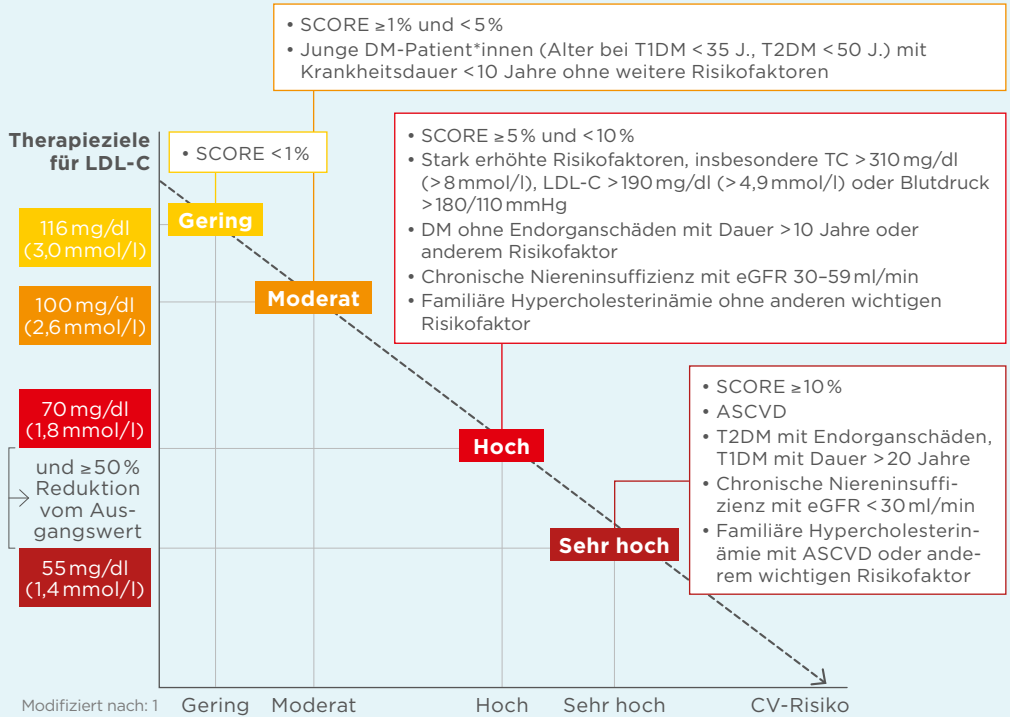 • SCORE ≥1% und <5%
• Junge DM-Patient*innen (Alter bei T1DM <35 J., T2DM <50 J.) mit
Krankheitsdauer <10 Jahre ohne weitere Risikofaktoren
Therapieziele
für LDL-C
• SCORE <1%
• SCORE ≥5% und <10%
• Stark erhöhte Risikofaktoren, insbesondere TC >310 mg/dl
(>8 mmol/l), LDL-C >190 mg/dl (>4,9 mmol/l) oder Blutdruck
>180/110 mmHg
• DM ohne Endorganschäden mit Dauer >10 Jahre oder
anderem Risikofaktor
• Chronische Niereninsuffizienz mit eGFR 30–59 ml/min
• Familiäre Hypercholesterinämie ohne anderen wichtigen
Risikofaktor
116 mg/dl
(3,0 mmol/l)
Gering
100 mg/dl
(2,6 mmol/l)
Moderat
70 mg/dl
(1,8 mmol/l)
Hoch
und ≥50%
Reduktion
vom Aus-
gangswert
• SCORE ≥10%
• ASCVD
• T2DM mit Endorganschäden,
T1DM mit Dauer >20 Jahre
• Chronische Niereninsuffi-
zienz mit eGFR <30 ml/min
• Familiäre Hypercholesterin-
ämie mit ASCVD oder ande-
rem wichtigen Risikofaktor
55 mg/dl
(1,4 mmol/l)
Sehr hoch
Modifiziert nach: 1
Gering Moderat Hoch Sehr hoch CV-Risiko